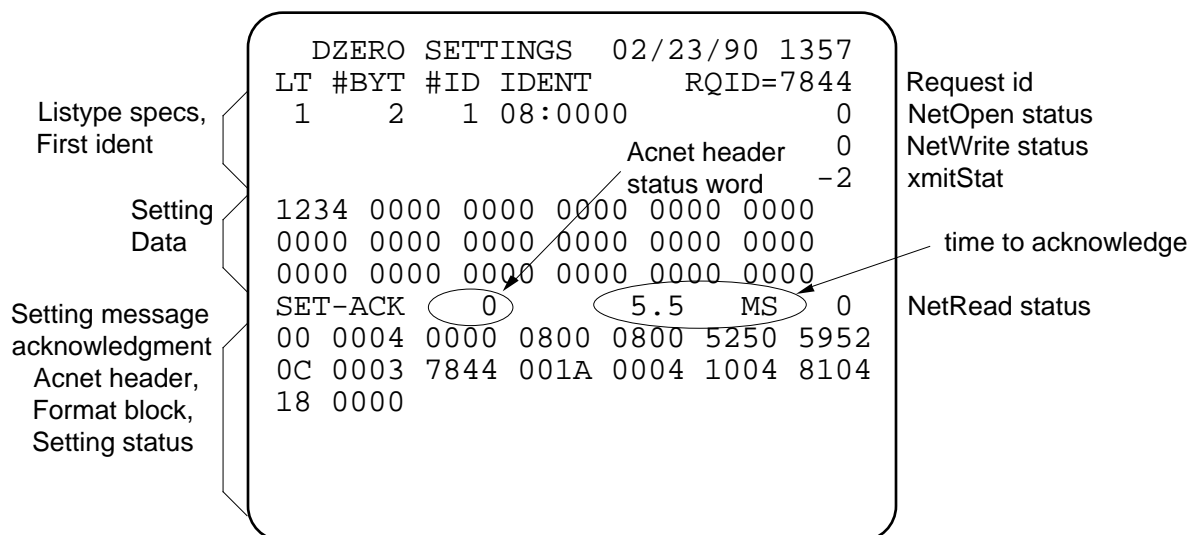 DZERO SETTINGS 02/23/90 1357
LT #BYT #ID IDENT RQID=7844 Request id
Listype specs, 1 2 1 08:0000 0 NetOpen status
First ident Acnet header 0 NetWrite status
status word -2 xmitStat
Setting 1234 0000 0000 0000 0000 0000
Data 0000 0000 0000 0000 0000 0000 time to acknowledge
0000 0000 0000 0000 0000 0000
Setting message SET-ACK 0 5.5 MS 0 NetRead status
acknowledgment 00 0004 0000 0800 0800 5250 5952
Acnet header, 0C 0003 7844 001A 0004 1004 8104
Format block, 18 0000
Setting status